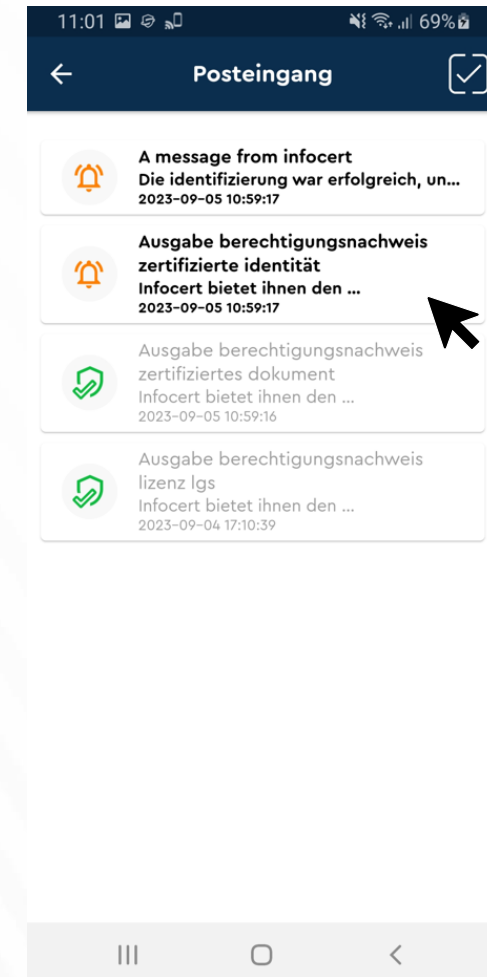 11:01 69%
Posteingang
A message from infocert
Die identifizierung war erfolgreich, un...
2023-09-05 10:59:17
Ausgabe berechtigungsnachweis
zertifizierte identität
Infocert bietet ihnen den ...
2023-09-05 10:59:17
Ausgabe berechtigungsnachweis
zertifiziertes dokument
Infocert bietet ihnen den ...
2023-09-05 10:59:16
Ausgabe berechtigungsnachweis
lizenz lgs
Infocert bietet ihnen den ...
2023-09-04 17:10:39